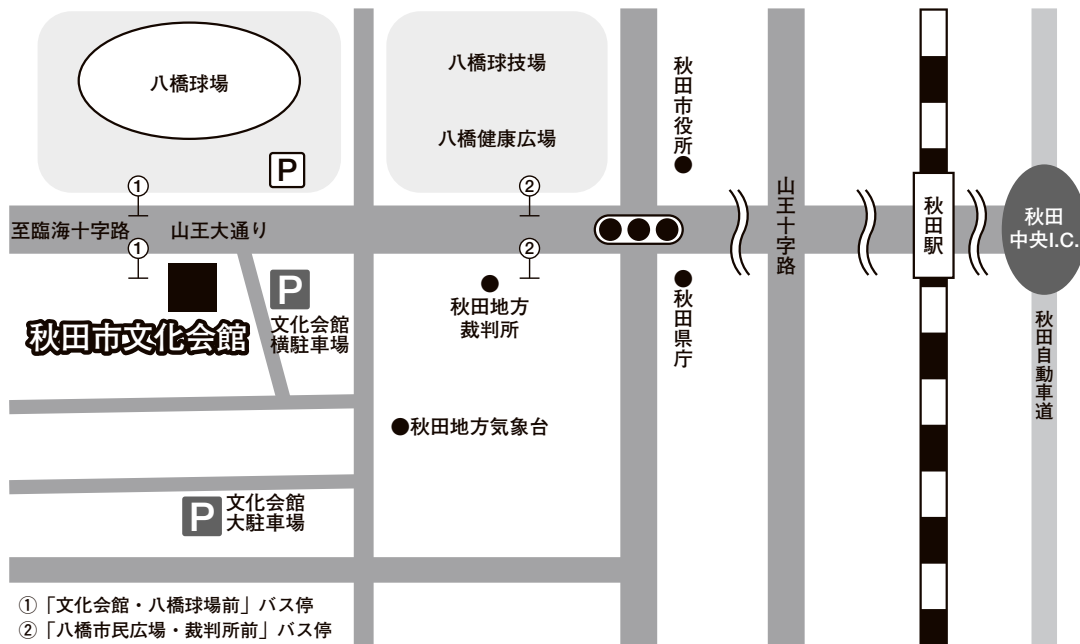 八橋球場
P
八橋球技場
八橋健康広場
秋田市役所
①
②
至臨海十字路
山王大通り
①
②
山王十字路
秋田駅
秋田
中央I.C.
秋田市文化会館
P
文化会館
横駐車場
秋田地方
裁判所
秋田県庁
秋田自動車道
秋田地方気象台
P
文化会館
大駐車場
①「文化会館・八橋球場前」バス停
②「八橋市民広場・裁判所前」バス停